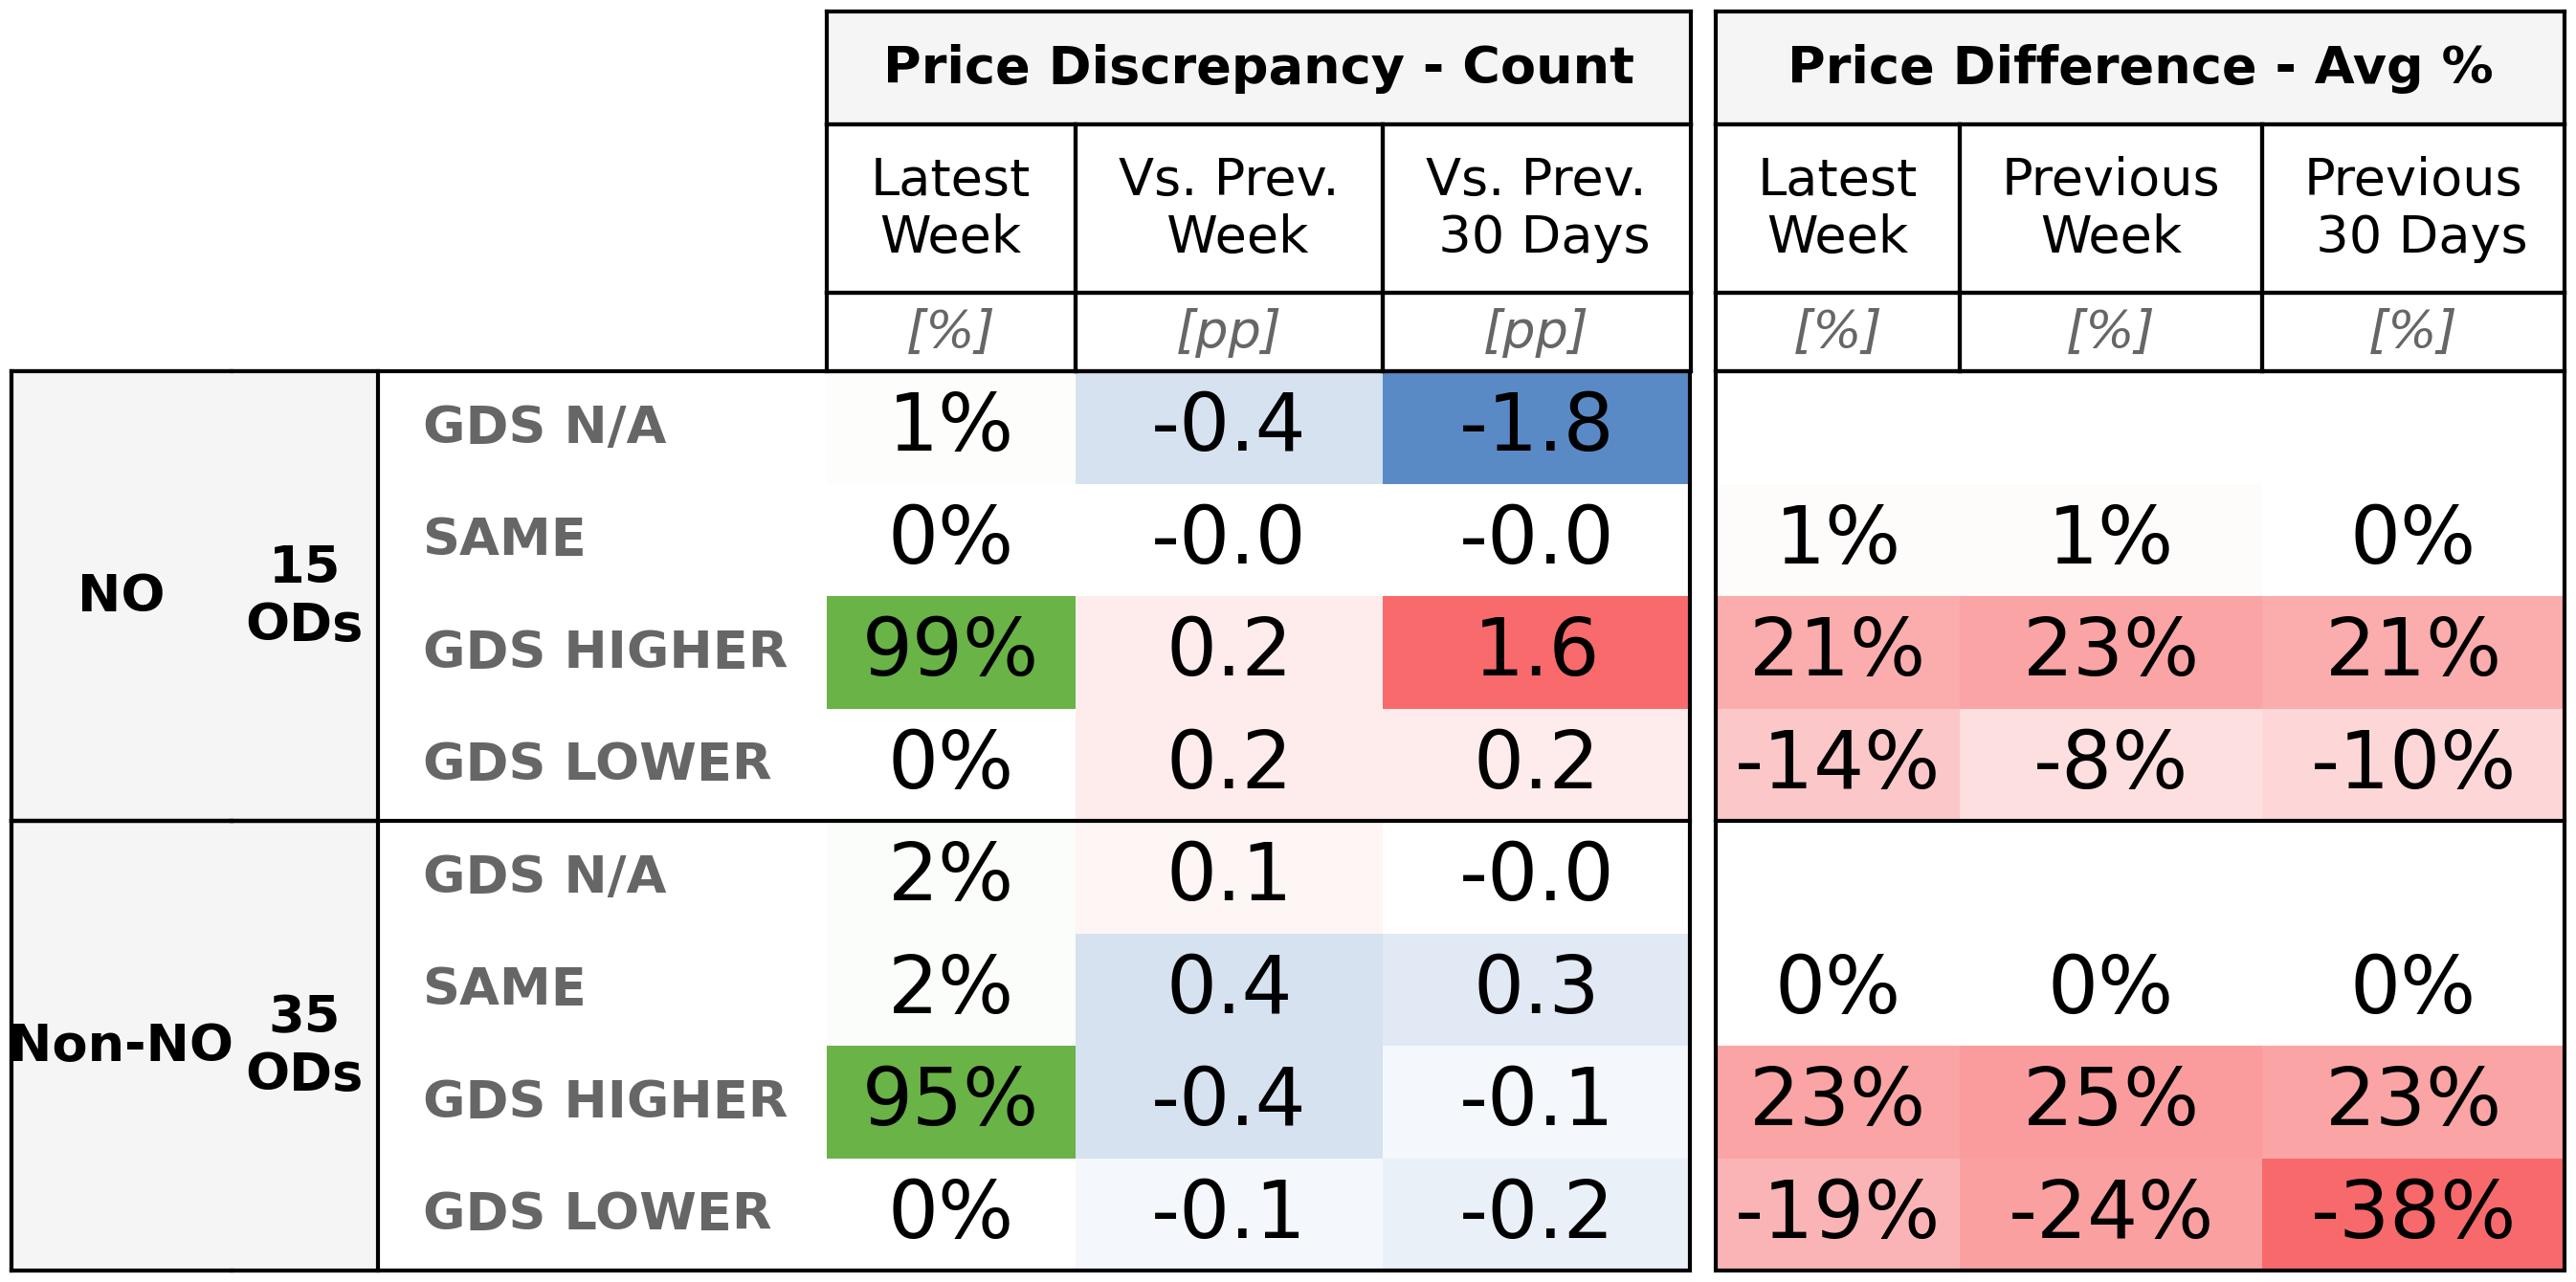 Price Discrepancy - Count Price Difference - Avg %
Latest Vs. Prev. Vs. Prev. Latest Previous Previous
Week Week 30 Days Week Week 30 Days
[%] [pp] [pp] [%] [%] [%]
NO
15
ODs
GDS N/A 1% -0.4 -1.8
SAME 0% -0.0 -0.0 1% 1% 0%
GDS HIGHER 99% 0.2 1.6 21% 23% 21%
GDS LOWER 0% 0.2 0.2 -14% -8% -10%
Non-NO
35
ODs
GDS N/A 2% 0.1 -0.0
SAME 2% 0.4 0.3 0% 0% 0%
GDS HIGHER 95% -0.4 -0.1 23% 25% 23%
GDS LOWER 0% -0.1 -0.2 -19% -24% -38%